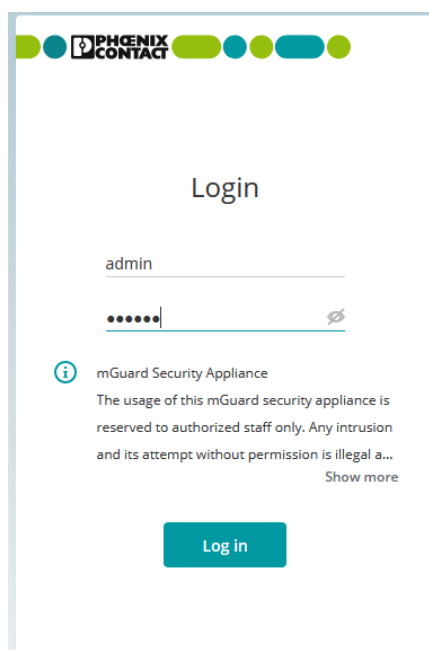 PHŒNIX
CONTACT
Login
admin
••••••
mGuard Security Appliance
The usage of this mGuard security appliance is
reserved to authorized staff only. Any intrusion
and its attempt without permission is illegal a...
Show more
Log in